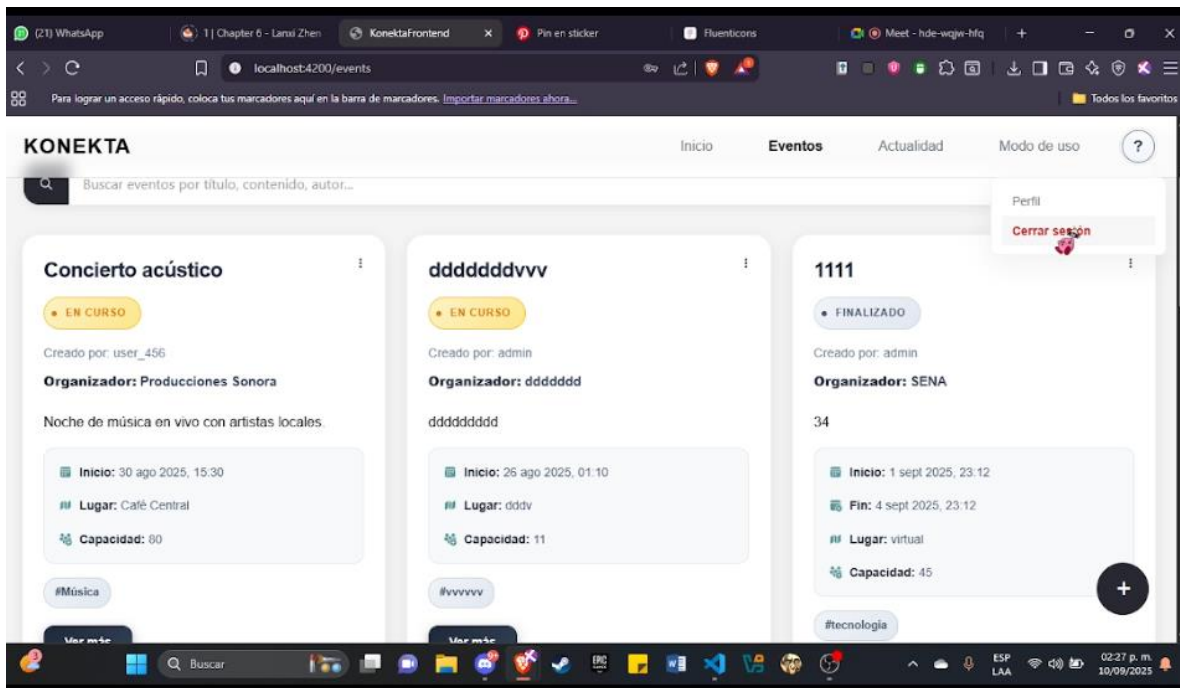 (21) WhatsApp
1 | Chapter 6 - Lanxi Zhen
KonektaFrontend
Pin en sticker
Fluenticons
Meet - hde-wqjw-hfq
localhost:4200/events
Para lograr un acceso rápido, coloca tus marcadores aquí en la barra de marcadores. Importar marcadores ahora...
Todos los favoritos
KONEKTA
Inicio
Eventos
Actualidad
Modo de uso
?
Buscar eventos por título, contenido, autor...
Perfil
Cerrar sesión
Concierto acústico
EN CURSO
Creado por: user_456
Organizador: Producciones Sonora
Noche de música en vivo con artistas locales.
Inicio: 30 ago 2025, 15:30
Lugar: Café Central
Capacidad: 80
#Música
Ver más
dddddddvvv
EN CURSO
Creado por: admin
Organizador: ddddddd
ddddddddd
Inicio: 26 ago 2025, 01:10
Lugar: dddv
Capacidad: 11
#vvvvvv
Ver más
1111
FINALIZADO
Creado por: admin
Organizador: SENA
34
Inicio: 1 sept 2025, 23:12
Fin: 4 sept 2025, 23:12
Lugar: virtual
Capacidad: 45
#tecnologia
+
Buscar
ESP
LAA
02:27 p. m.
10/09/2025